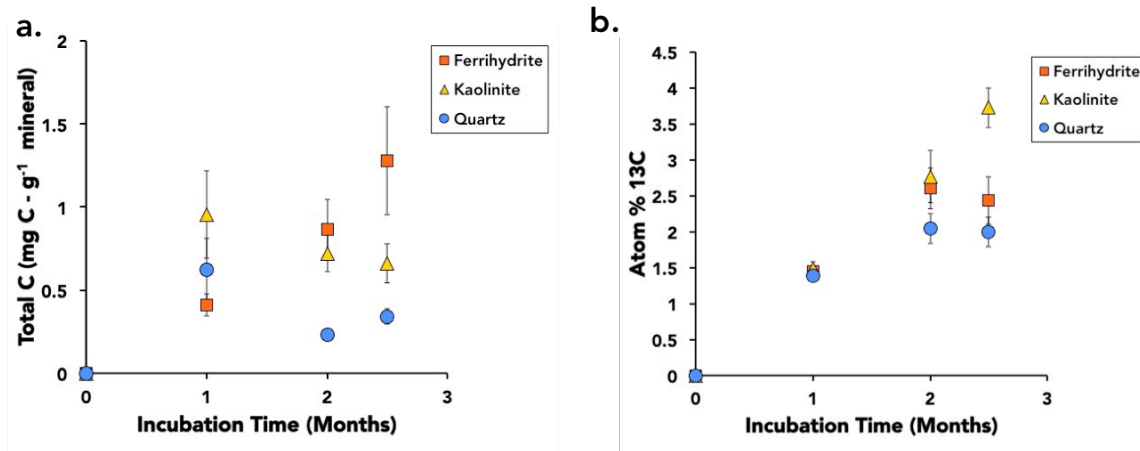 a.
Total C (mg C - g⁻¹ mineral)
2
1.5
1
0.5
0
0 1 2 3
Incubation Time (Months)
Ferrihydrite
Kaolinite
Quartz
b.
Atom % 13C
4.5
4
3.5
3
2.5
2
1.5
1
0.5
0
0 1 2 3
Incubation Time (Months)
Ferrihydrite
Kaolinite
Quartz